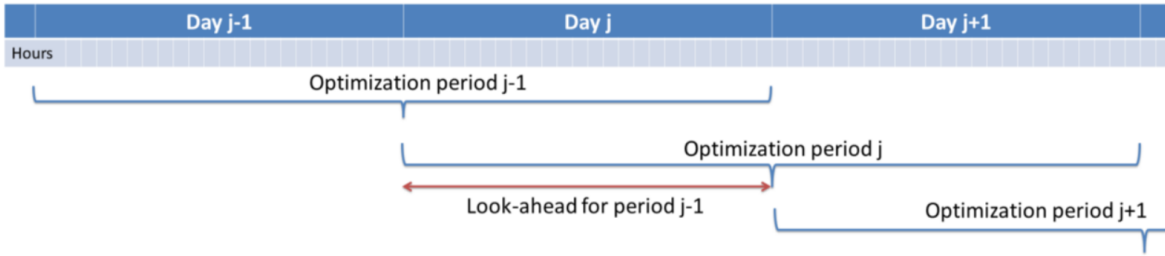 Day j-1 Day j Day j+1
Hours
Optimization period j-1
Optimization period j
Look-ahead for period j-1
Optimization period j+1